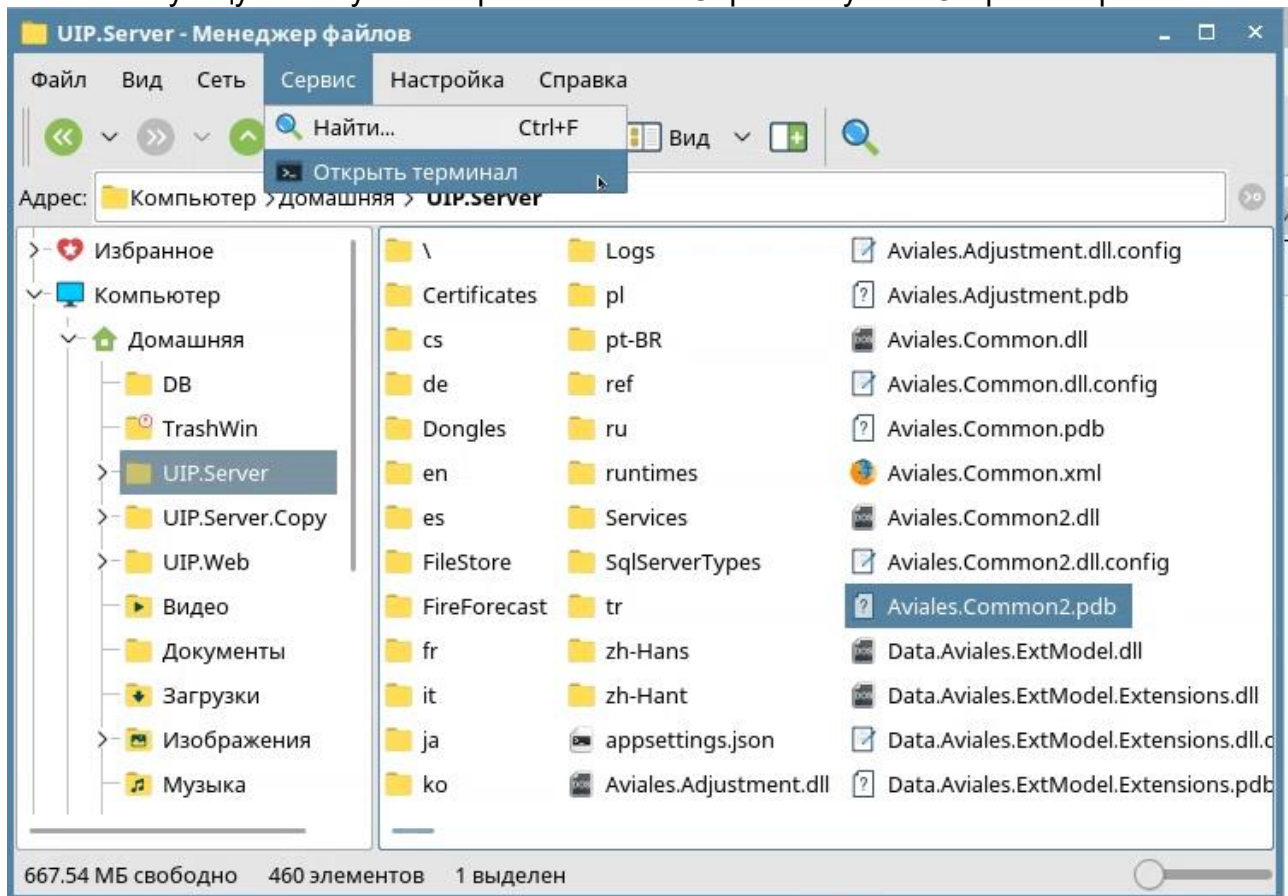 UIP.Server - Менеджер файлов
Файл Вид Сеть Сервис Настройка Справка
Найти... Ctrl+F
Вид
Открыть терминал
Адрес: Компьютер > Домашняя > UIP.Server
Избранное
Компьютер
Домашняя
DB
TrashWin
UIP.Server
UIP.Server.Copy
UIP.Web
Видео
Документы
Загрузки
Изображения
Музыка
\
Certificates
cs
de
Dongles
en
es
FileStore
FireForecast
fr
it
ja
ko
Logs
pl
pt-BR
ref
ru
runtimes
Services
SqlServerTypes
tr
zh-Hans
zh-Hant
appsettings.json
Aviales.Adjustment.dll
Aviales.Adjustment.dll.config
Aviales.Adjustment.pdb
Aviales.Common.dll
Aviales.Common.dll.config
Aviales.Common.pdb
Aviales.Common.xml
Aviales.Common2.dll
Aviales.Common2.dll.config
Aviales.Common2.pdb
Data.Aviales.ExtModel.dll
Data.Aviales.ExtModel.Extensions.dll
Data.Aviales.ExtModel.Extensions.dll.c
Data.Aviales.ExtModel.Extensions.pdb
667.54 МБ свободно 460 элементов 1 выделен